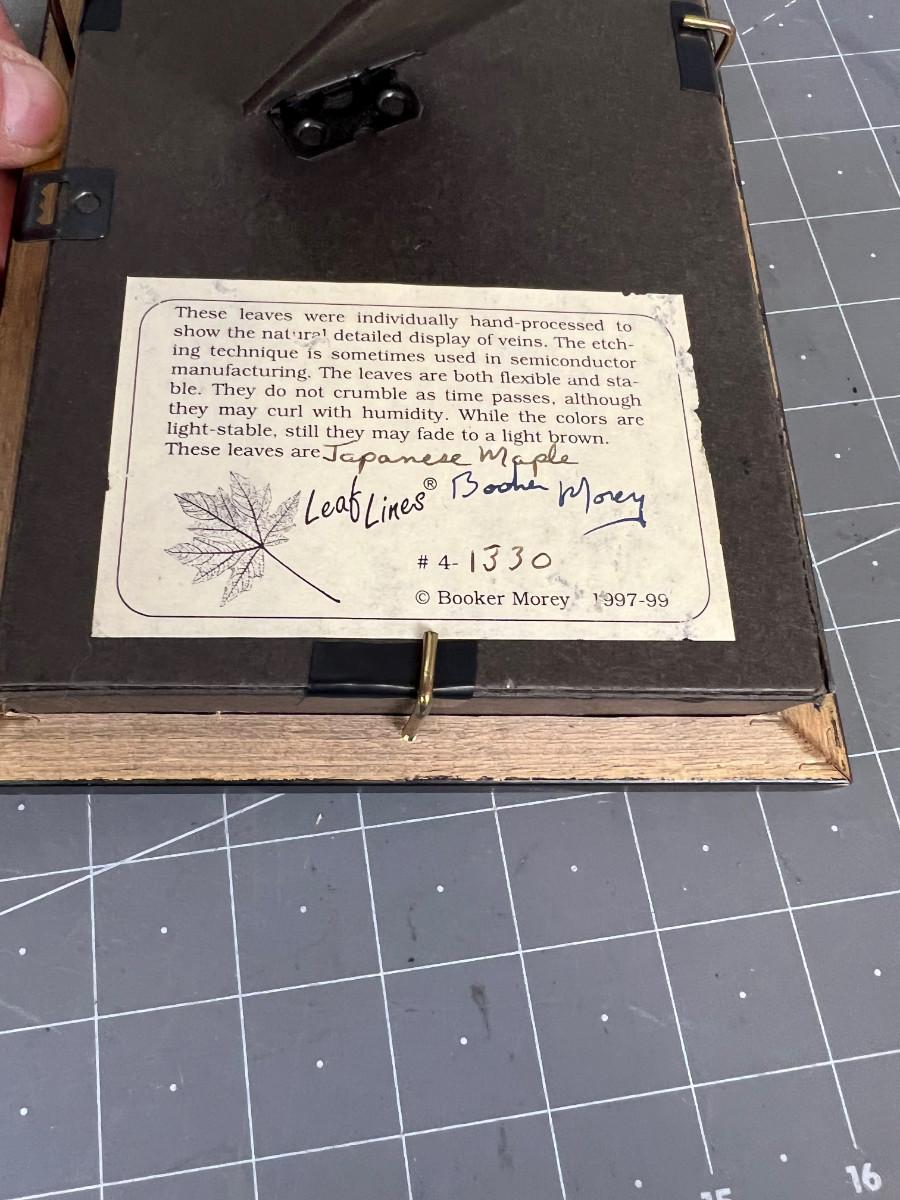 These leaves were individually hand-processed to
show the natural detailed display of veins. The etch-
ing technique is sometimes used in semiconductor
manufacturing. The leaves are both flexible and sta-
ble. They do not crumble as time passes, although
they may curl with humidity. While the colors are
light-stable, still they may fade to a light brown.
These leaves are Japanese Maple
Leaf Lines® Booker Morey
# 4-1330
© Booker Morey 1997-99
15
16